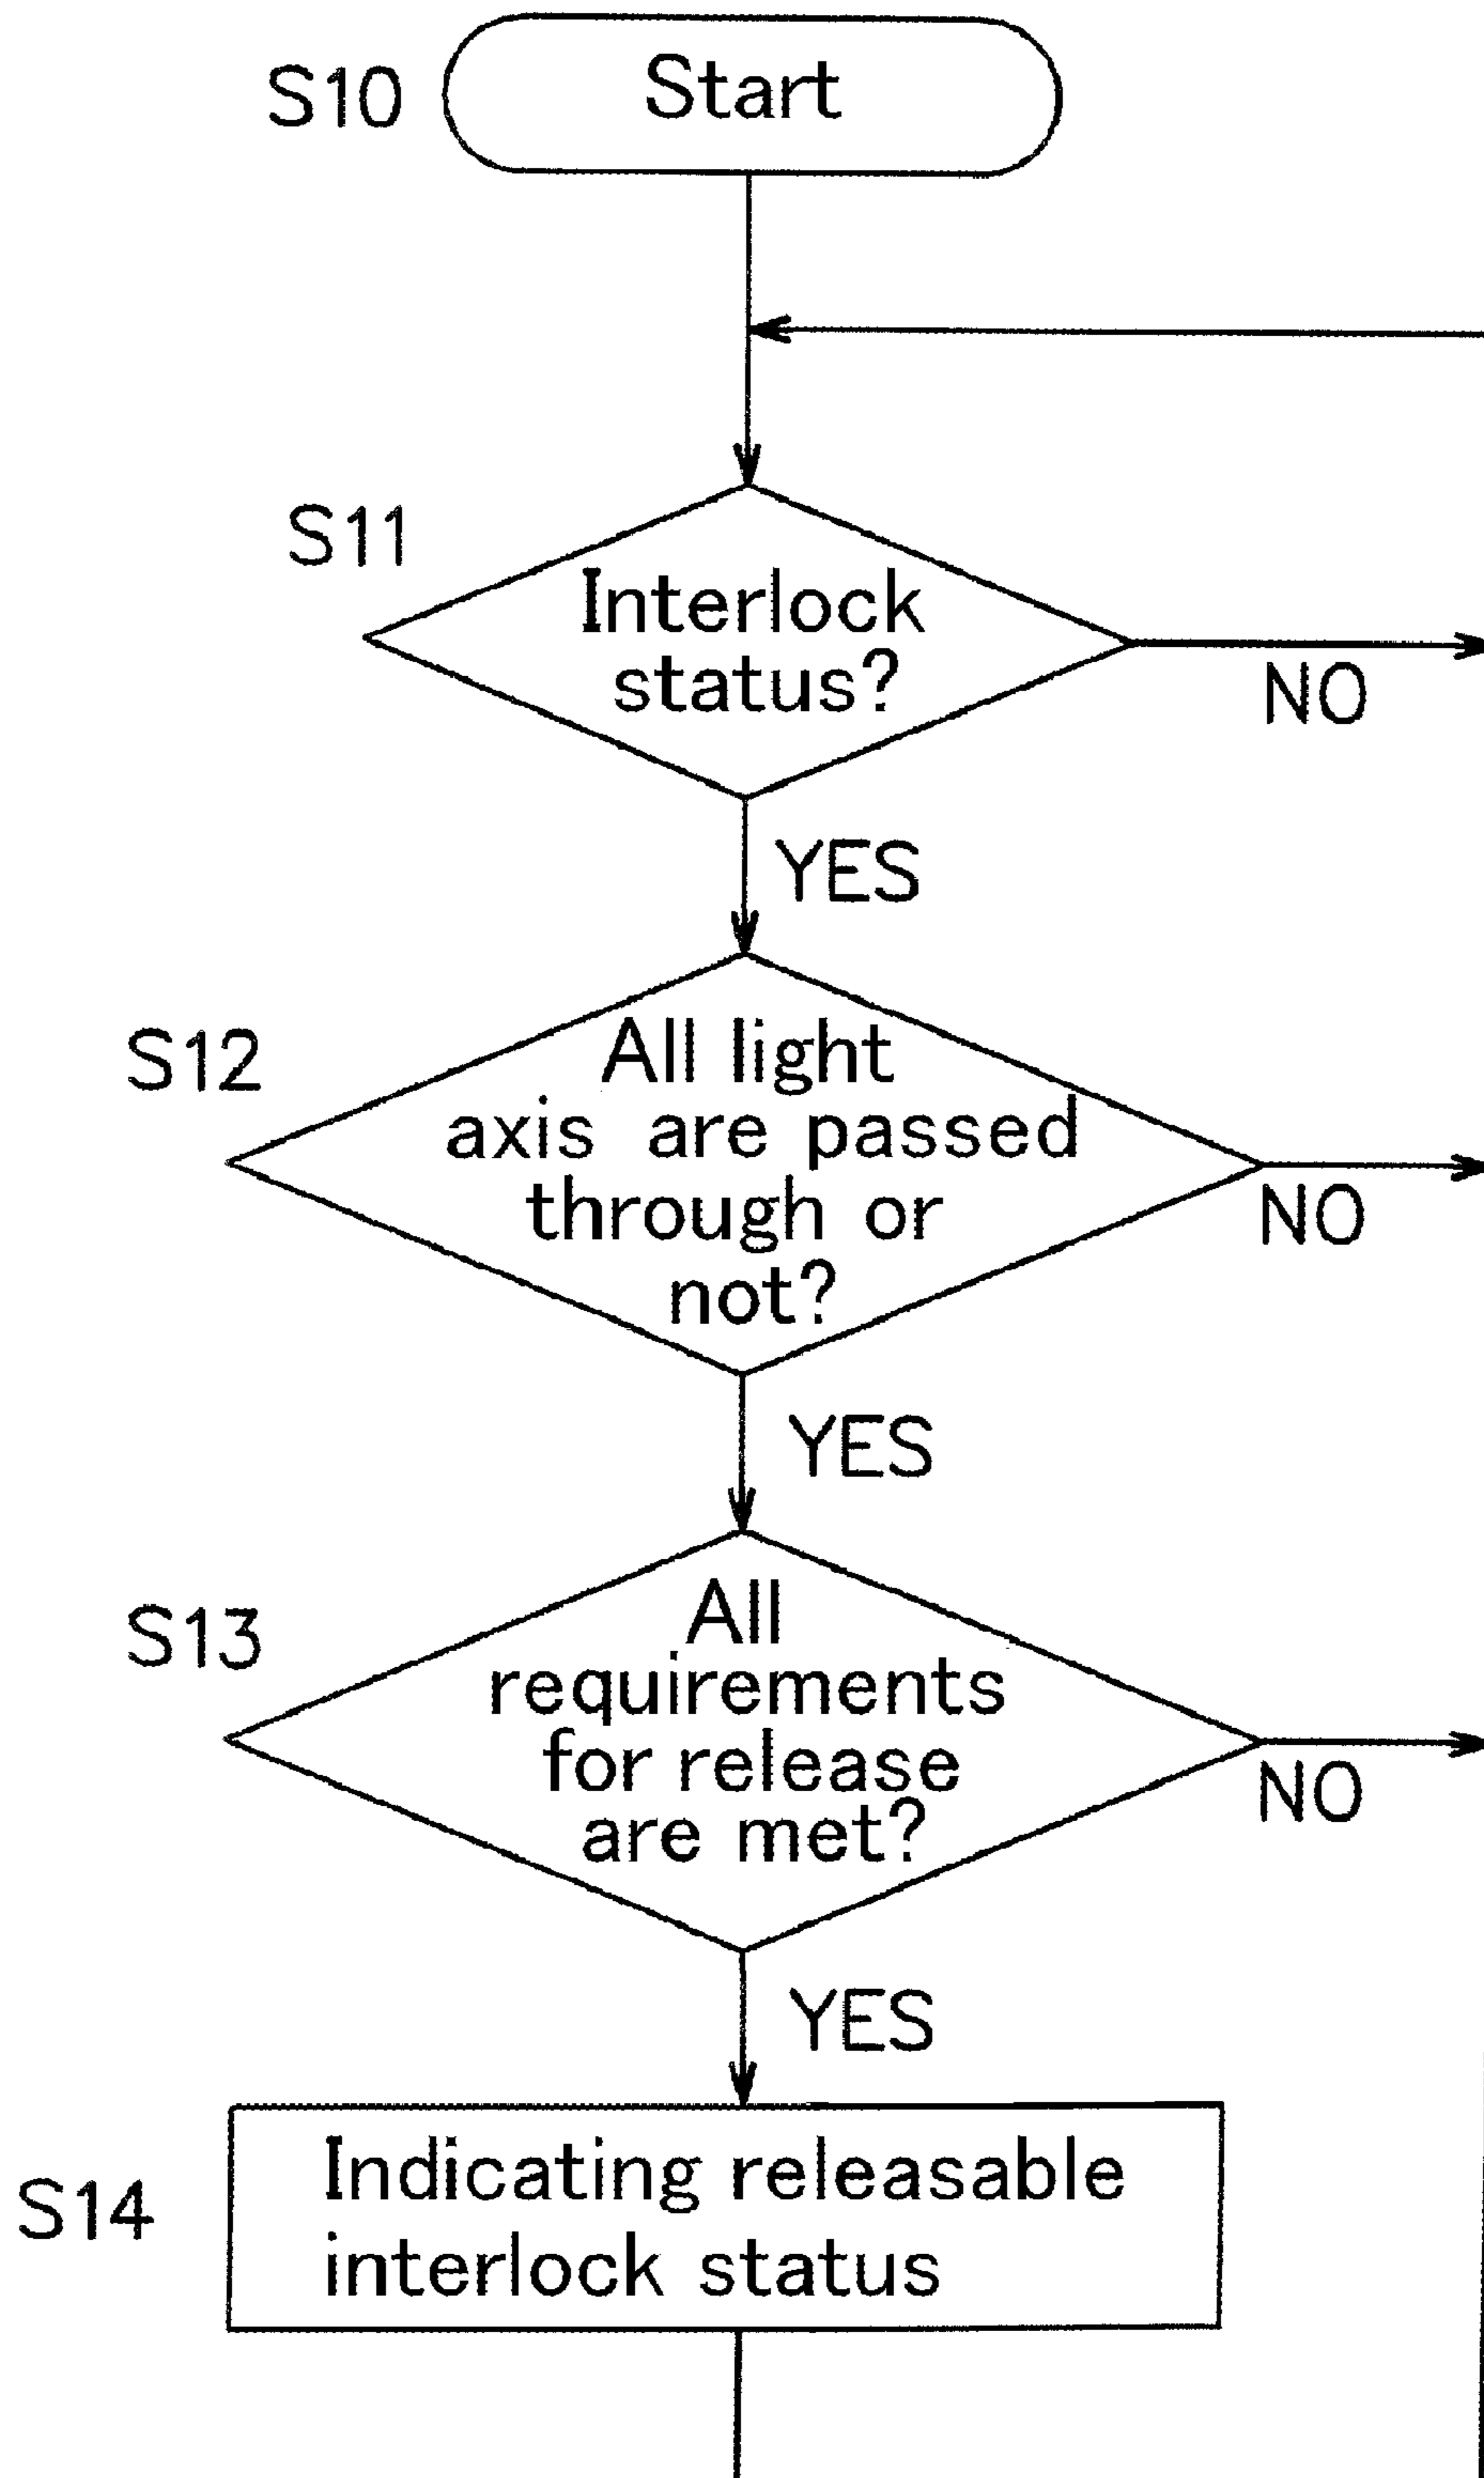 S10
Start
S11
Interlock
status?
NO
YES
S12
All light
axis are passed
through or
not?
NO
YES
S13
All
requirements
for release
are met?
NO
YES
S14
Indicating releasable
interlock status